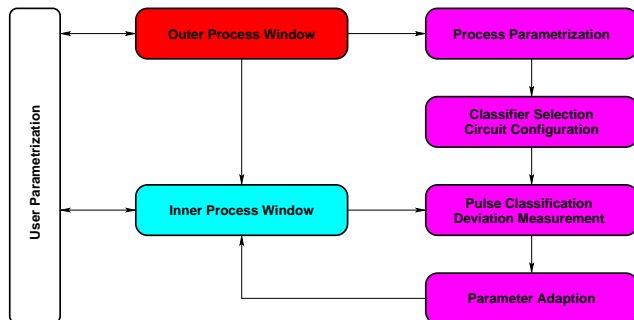 User Parametrization
Outer Process Window
Process Parametrization
Classifier Selection
Circuit Configuration
Inner Process Window
Pulse Classification
Deviation Measurement
Parameter Adaption